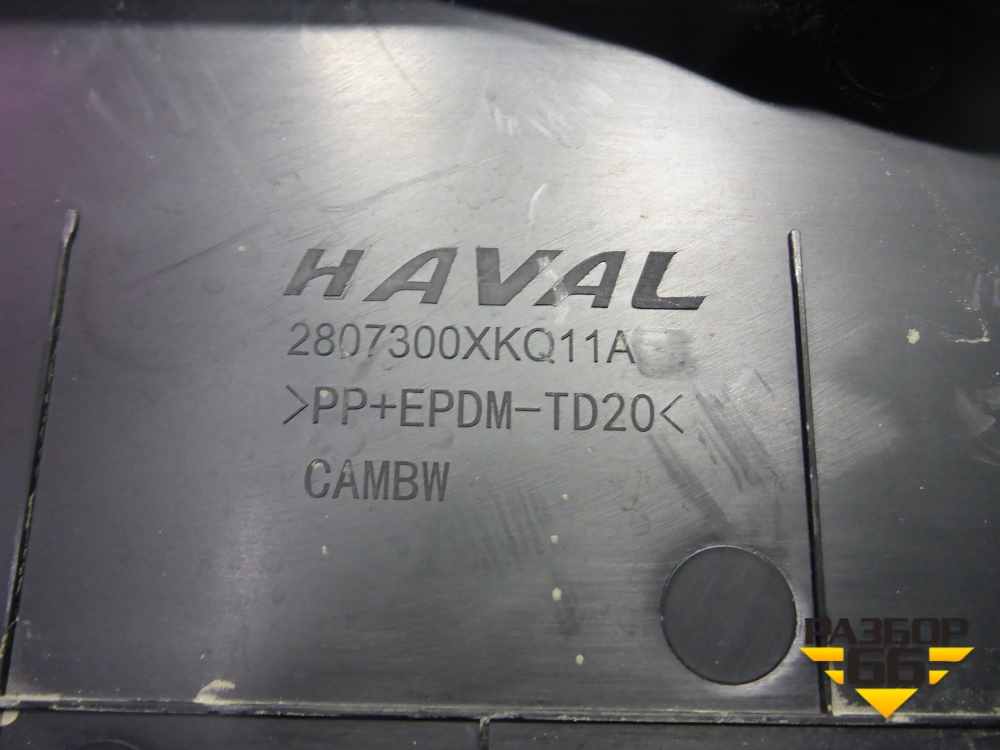 HAVAL
2807300XKQ11A
>PP+EPDM-TD20<
CAMBW
РАЗБОР
66